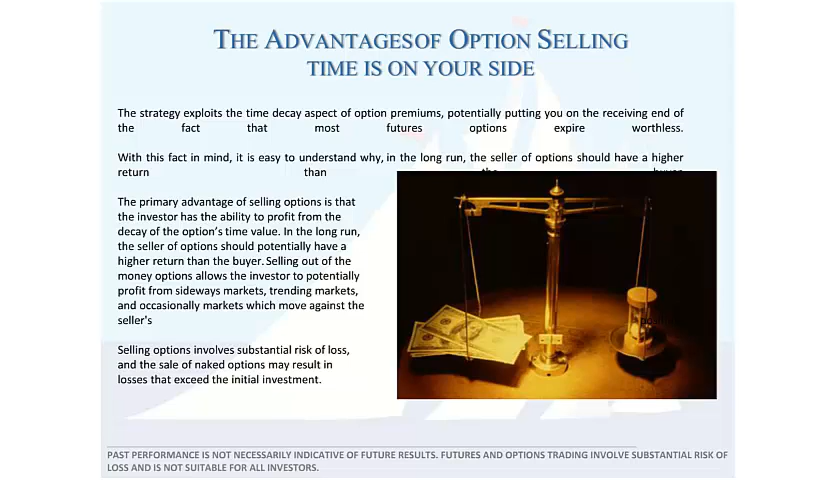 THE ADVANTAGES OF OPTION SELLING
TIME IS ON YOUR SIDE
The strategy exploits the time decay aspect of option premiums, potentially putting you on the receiving end of
the fact that most futures options expire worthless.
With this fact in mind, it is easy to understand why, in the long run, the seller of options should have a higher
return than the
The primary advantage of selling options is that
the investor has the ability to profit from the
decay of the option's time value. In the long run,
the seller of options should potentially have a
higher return than the buyer. Selling out of the
money options allows the investor to potentially
profit from sideways markets, trending markets,
and occasionally markets which move against the
seller's
Selling options involves substantial risk of loss,
and the sale of naked options may result in
losses that exceed the initial investment.
PAST PERFORMANCE IS NOT NECESSARILY INDICATIVE OF FUTURE RESULTS. FUTURES AND OPTIONS TRADING INVOLVE SUBSTANTIAL RISK OF
LOSS AND IS NOT SUITABLE FOR ALL INVESTORS.